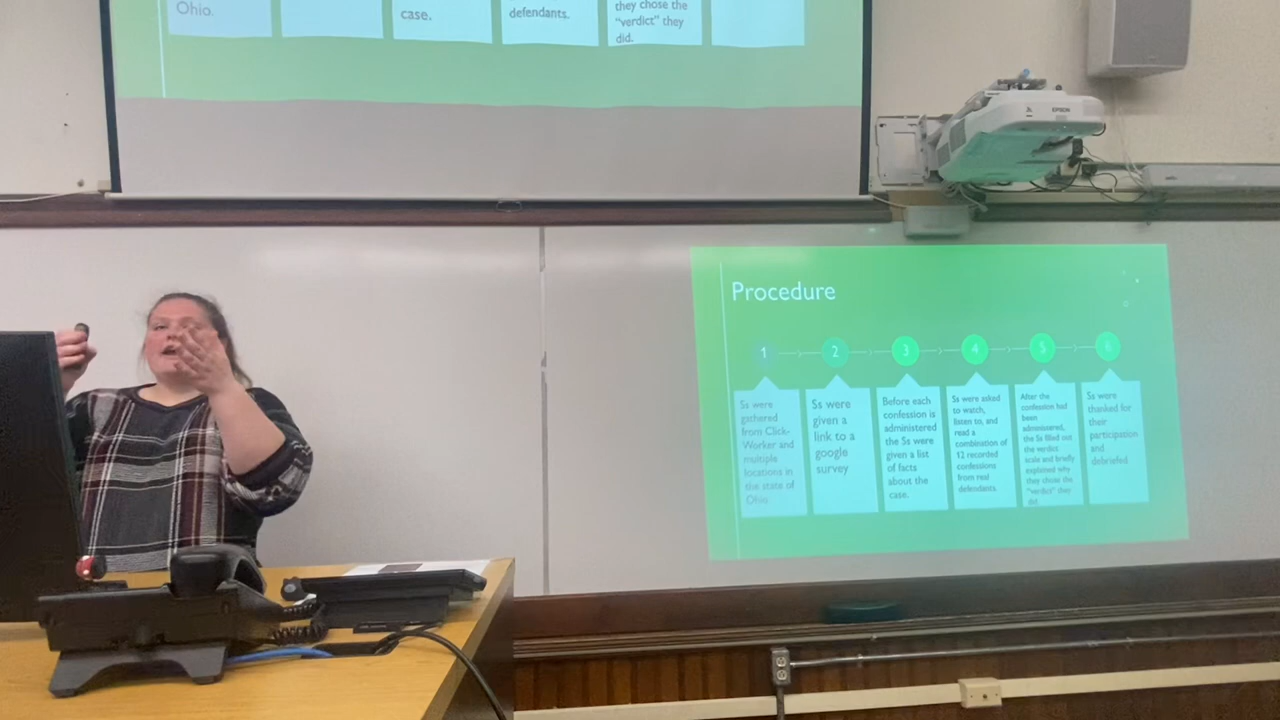 Ohio.
case.
defendants.
they chose the
"verdict" they
did.
EPSON
Procedure
1
2
3
4
5
6
Ss were
gathered
from Click-
Worker and
multiple
locations in
the state of
Ohio.
Ss were
given a
link to a
google
survey
Before each
confession is
administered
the Ss were
given a list
of facts
about the
case.
Ss were asked
to watch,
listen to, and
read a
combination of
12 recorded
confessions
from real
defendants.
After the
confession had
been
administered,
the Ss filled out
the verdict
scale and briefly
explained why
they chose the
"verdict" they
did.
Ss were
thanked for
their
participation
and
debriefed